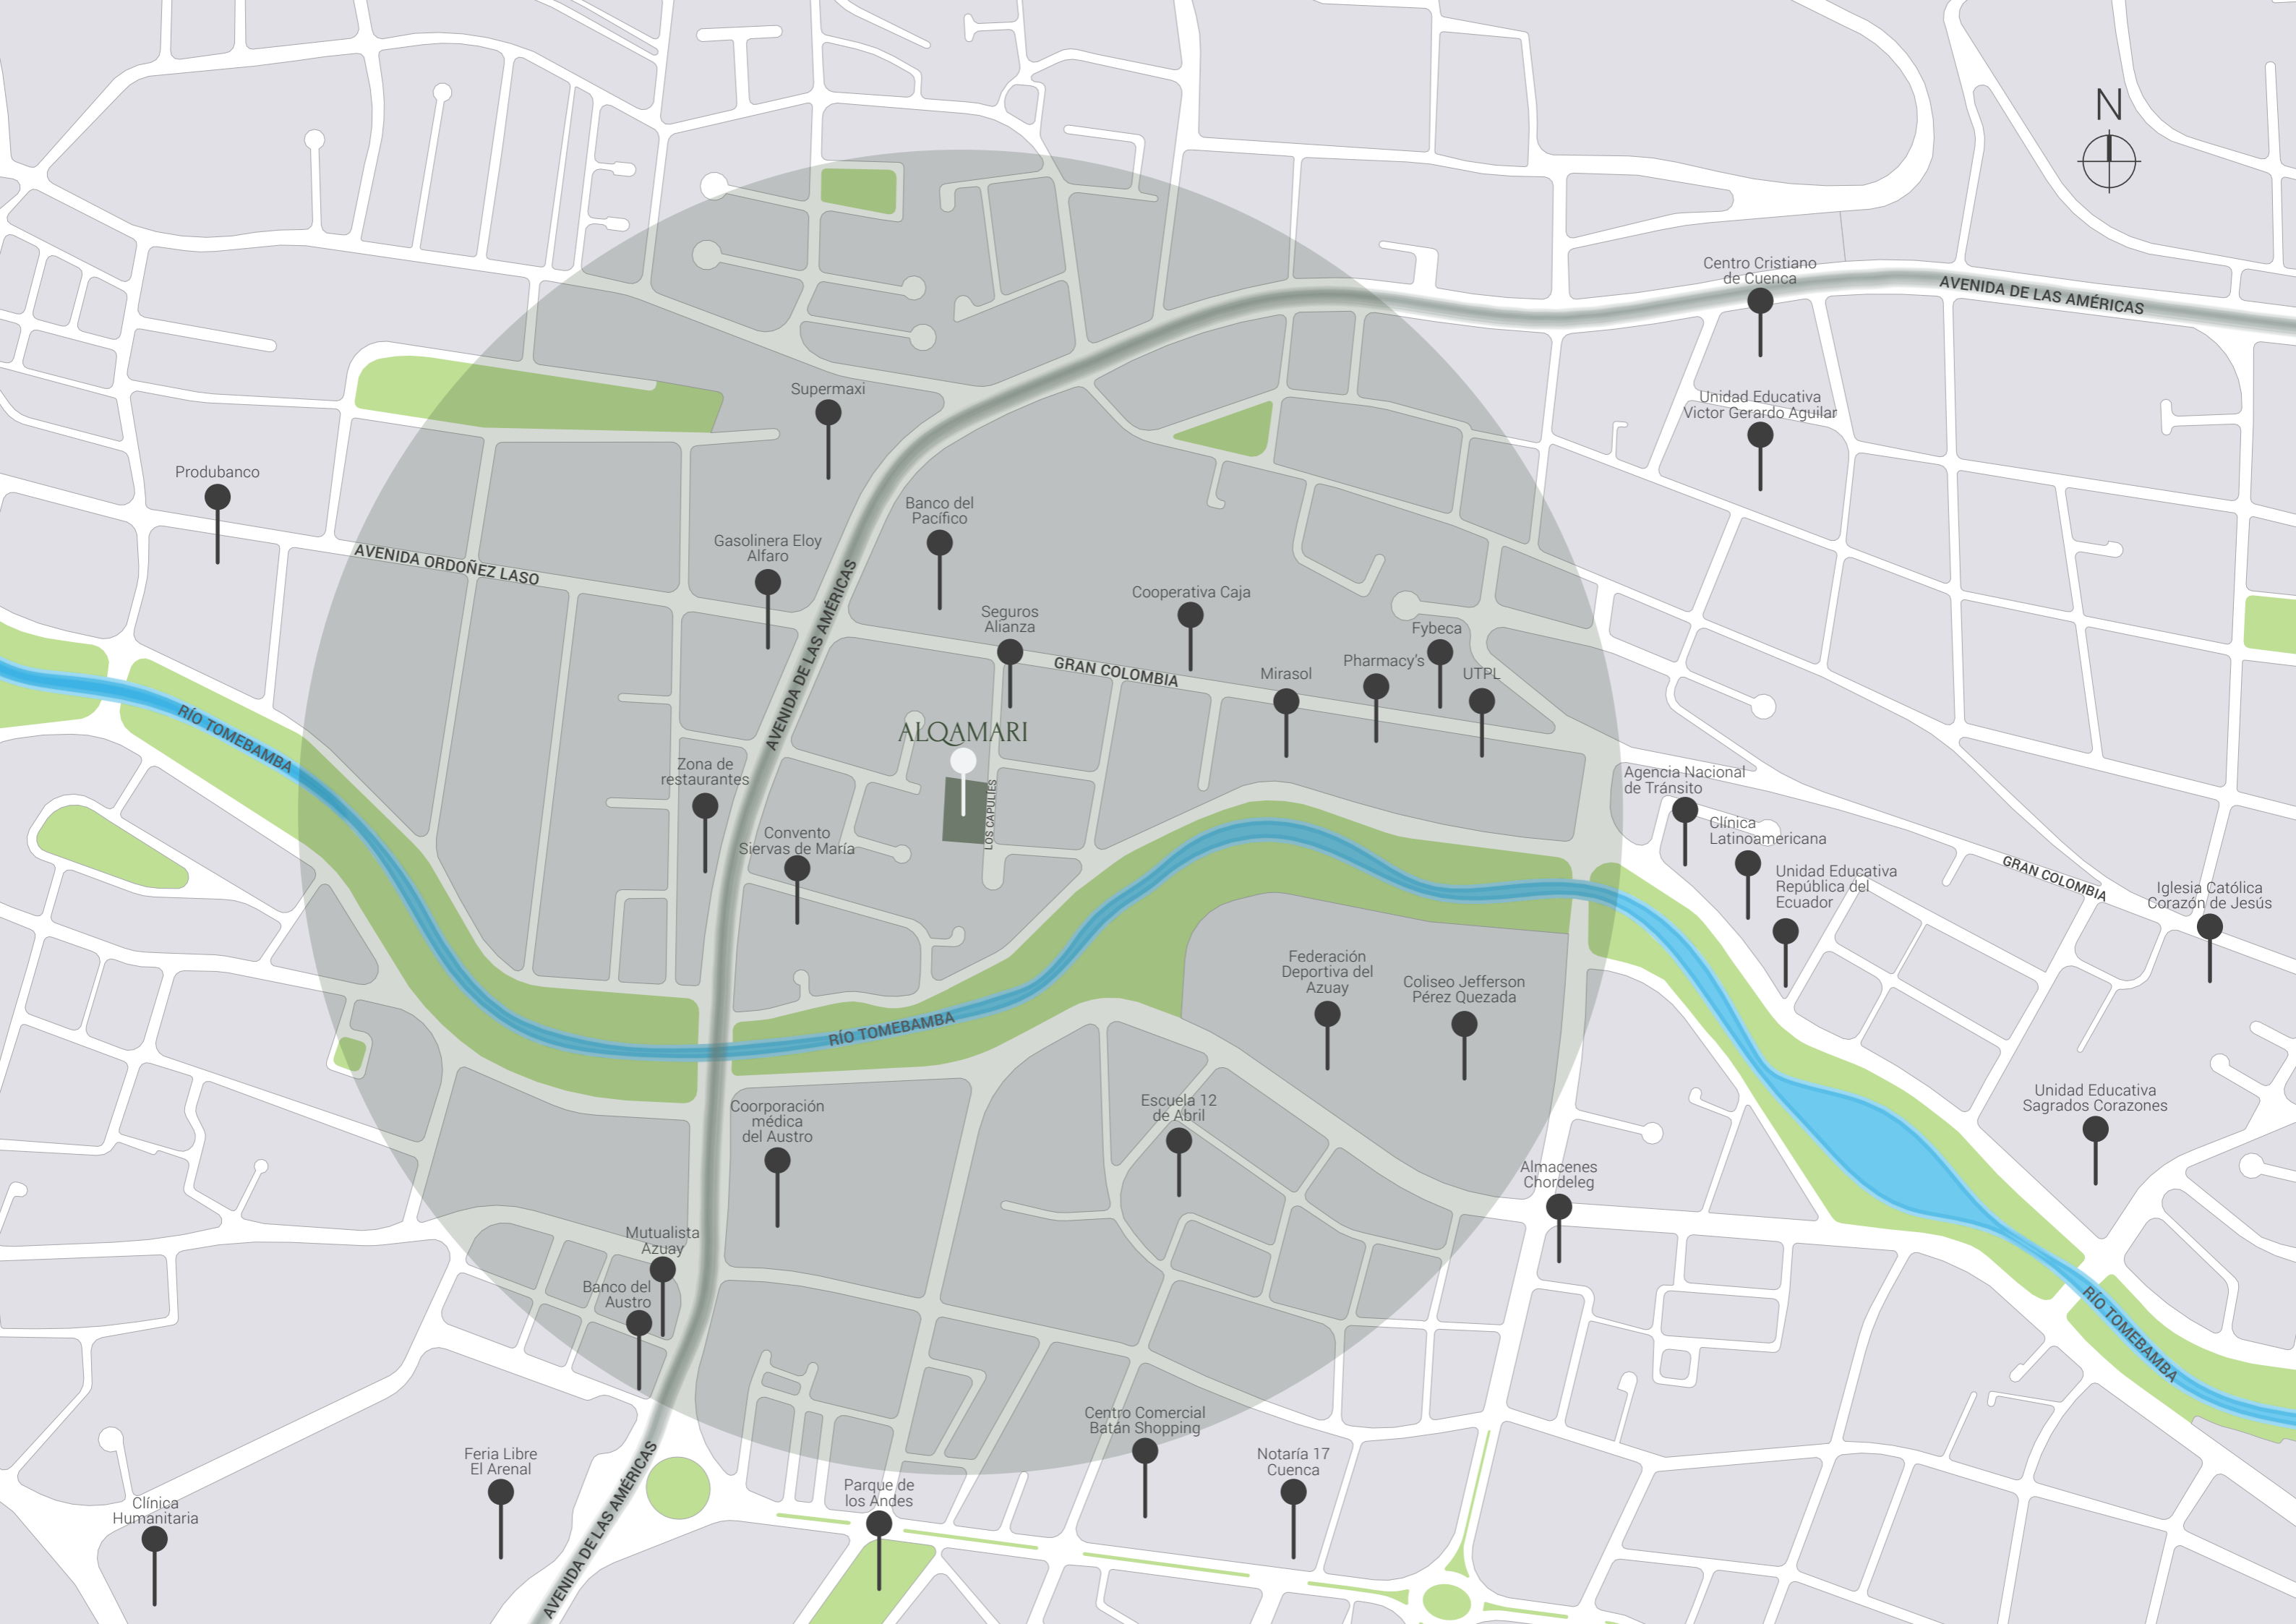 N
Centro Cristiano
de Cuenca
AVENIDA DE LAS AMÉRICAS
Supermaxi
Unidad Educativa
Victor Gerardo Aguilar
Produbanco
Banco del
Pacífico
Gasolinera Eloy
Alfaro
AVENIDA ORDOÑEZ LASO
AVENIDA DE LAS AMÉRICAS
Seguros
Alianza
Cooperativa Caja
Fybeca
GRAN COLOMBIA
Pharmacy's
Mirasol
UTPL
RÍO TOMEBAMBA
ALQAMARI
LOS CAPULIES
Zona de
restaurantes
Agencia Nacional
de Tránsito
Convento
Siervas de María
Clínica
Latinoamericana
Unidad Educativa
República del
Ecuador
GRAN COLOMBIA
Iglesia Católica
Corazón de Jesús
Federación
Deportiva del
Azuay
Coliseo Jefferson
Pérez Quezada
RÍO TOMEBAMBA
Coorporación
médica
del Austro
Escuela 12
de Abril
Unidad Educativa
Sagrados Corazones
Almacenes
Chordeleg
Mutualista
Azuay
Banco del
Austro
RÍO TOMEBAMBA
Centro Comercial
Batán Shopping
Feria Libre
El Arenal
Notaría 17
Cuenca
AVENIDA DE LAS AMÉRICAS
Parque de
los Andes
Clínica
Humanitaria